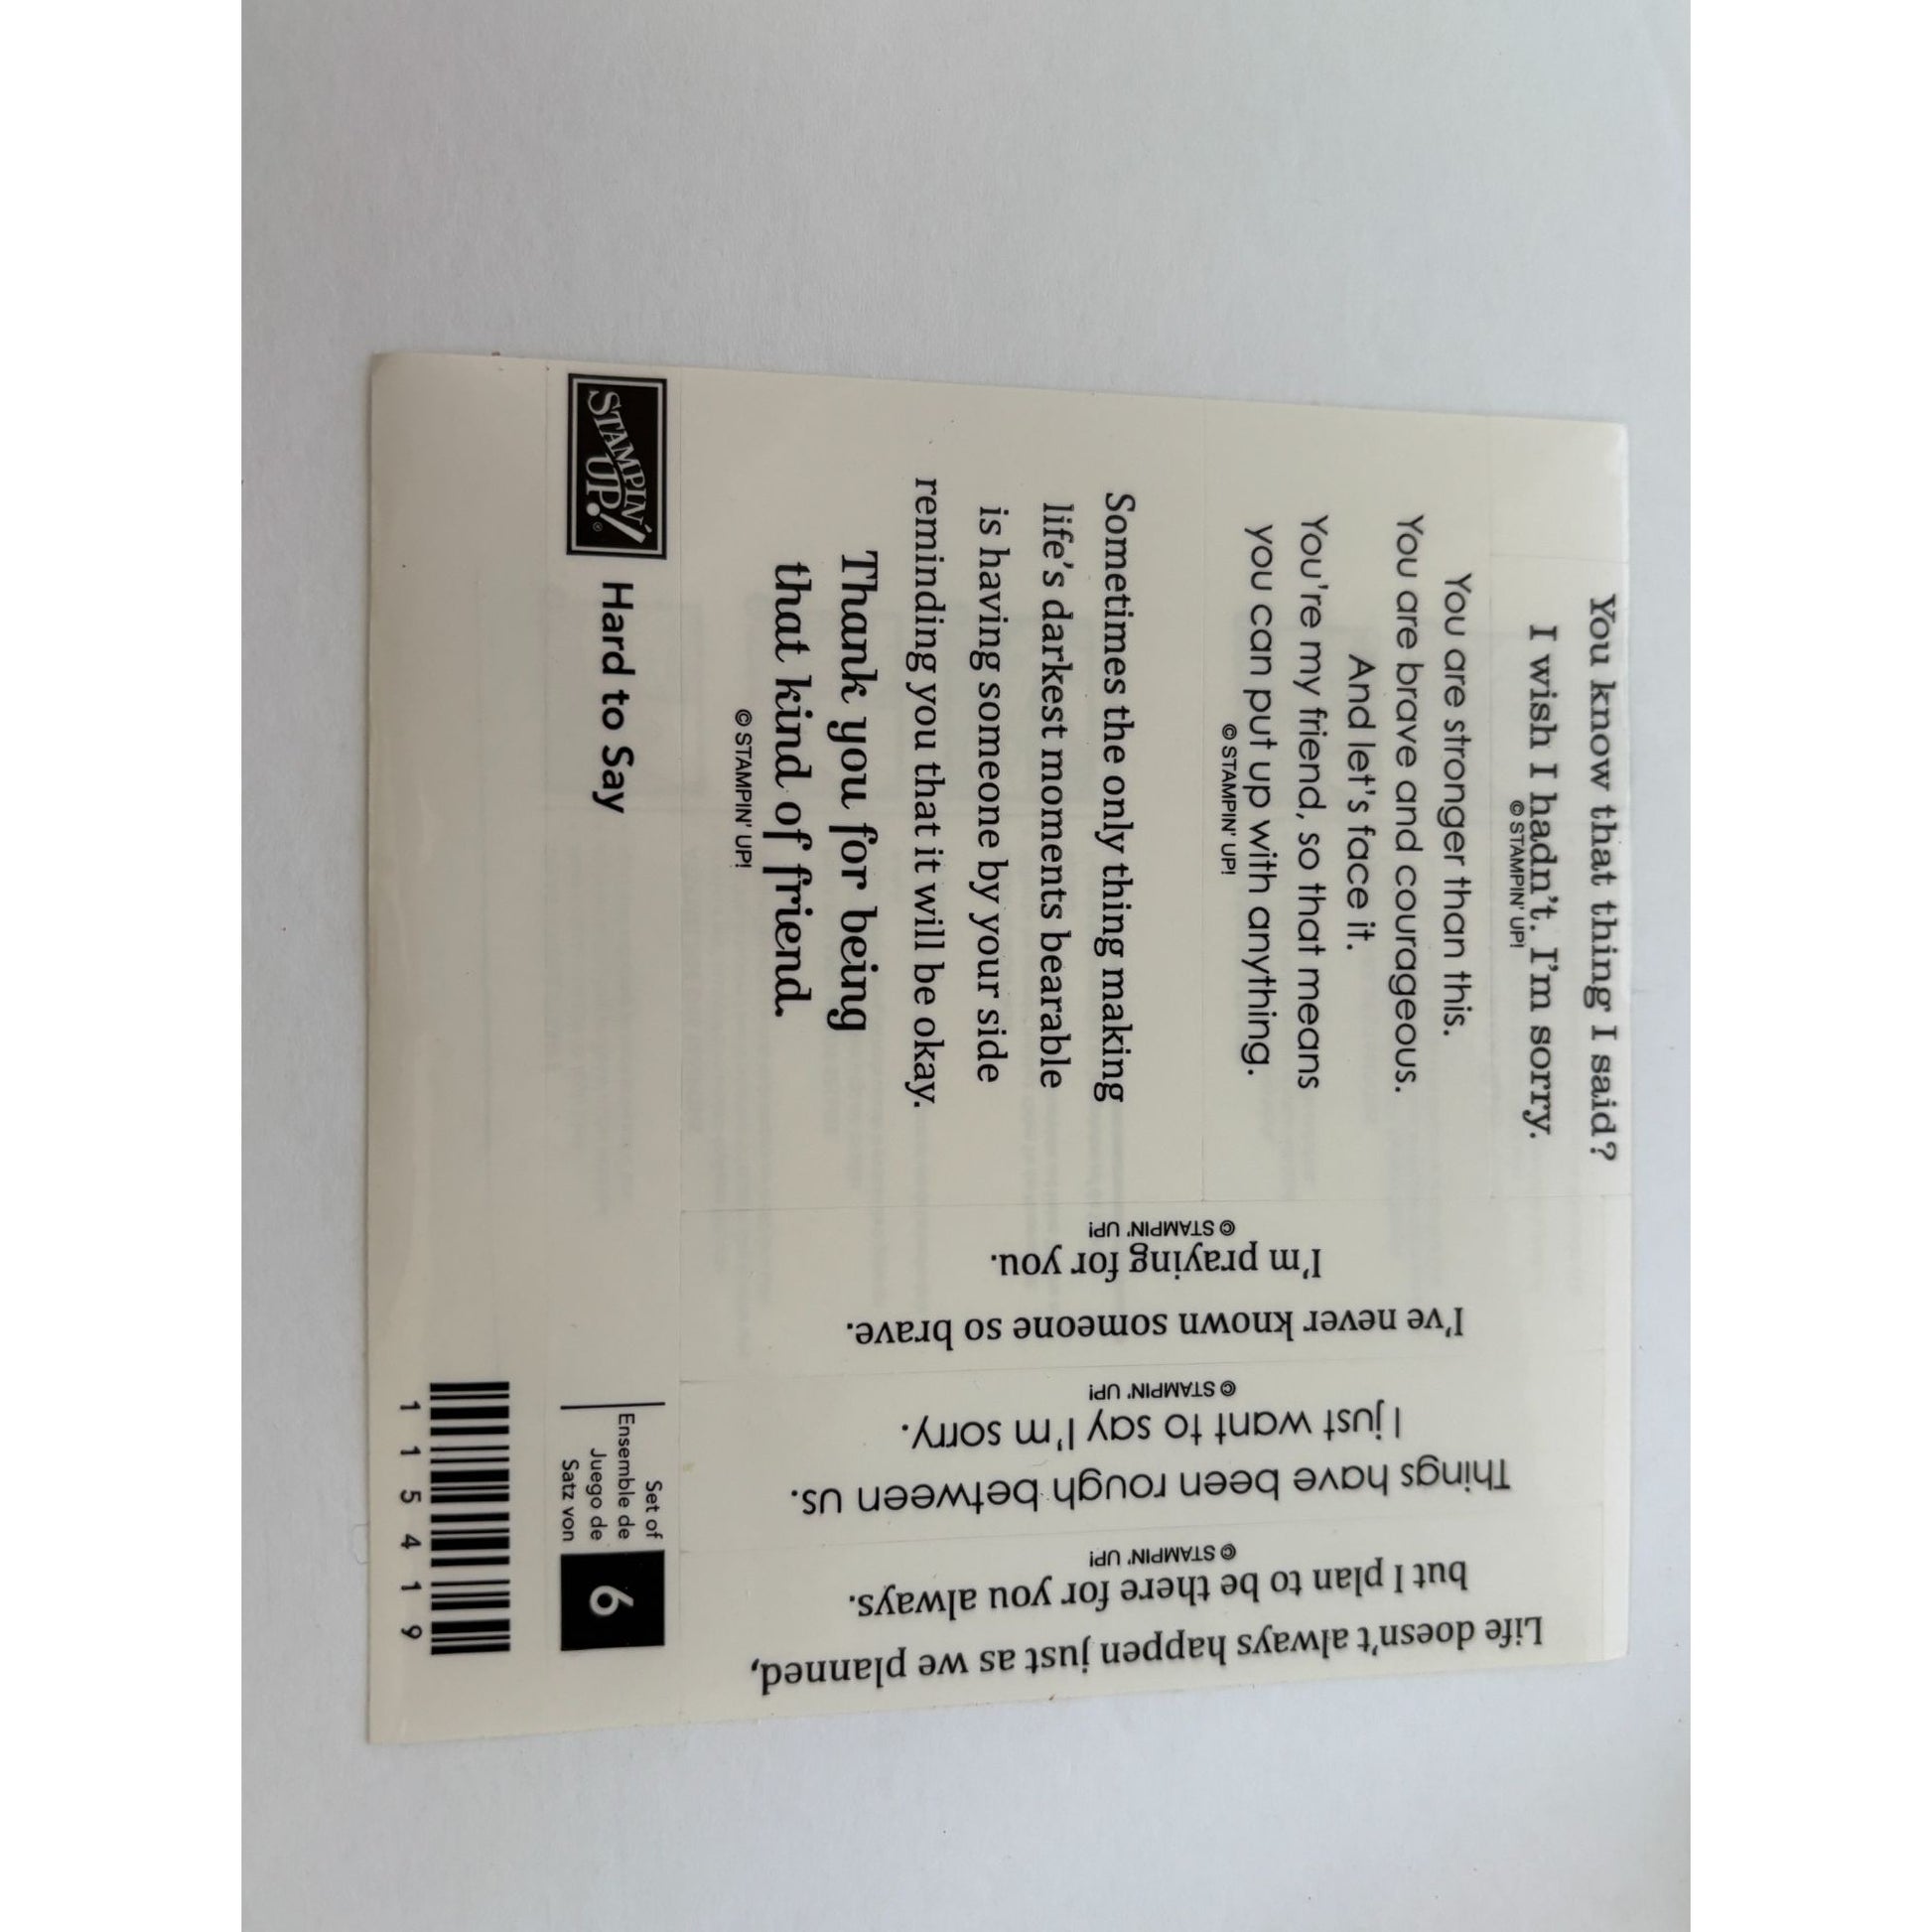 You know that thing I said?
I wish I hadn't. I'm sorry.
© STAMPIN' UP!
You are stronger than this.
You are brave and courageous.
And let's face it.
You're my friend, so that means
you can put up with anything.
© STAMPIN' UP!
Sometimes the only thing making
life's darkest moments bearable
is having someone by your side
reminding you that it will be okay.
Thank you for being
that kind of friend.
© STAMPIN' UP!
Life doesn't always happen just as we planned,
but I plan to be there for you always.
© STAMPIN' UP!
Things have been rough between us.
I just want to say I'm sorry.
© STAMPIN' UP!
I've never known someone so brave.
I'm praying for you.
© STAMPIN' UP!
STAMPIN'
UP!®
Hard to Say
Set of
Ensemble de
Juego de
Satz von
6
1 1 5 4 1 9